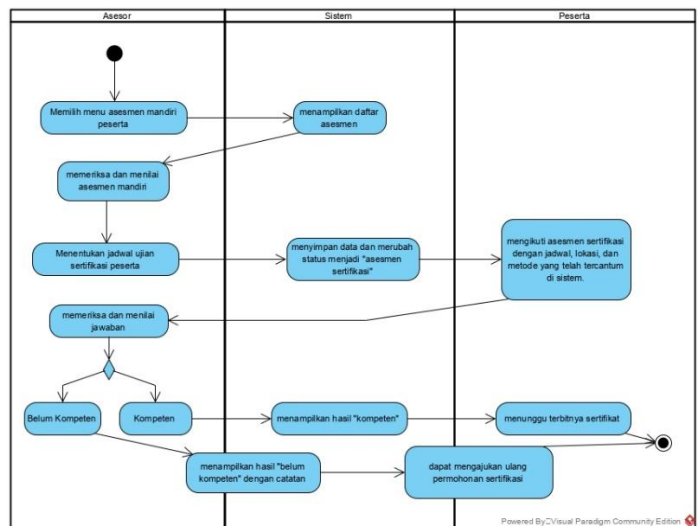 Asesor
Sistem
Peserta
Memilih menu asesmen mandiri
peserta
menampilkan daftar
asesmen
memeriksa dan menilai
asesmen mandiri
Menentukan jadwal ujian
sertifikasi peserta
menyimpan data dan merubah
status menjadi "asesmen
sertifikasi"
mengikuti asesmen sertifikasi
dengan jadwal, lokasi, dan
metode yang telah tercantum
di sistem.
memeriksa dan menilai
jawaban
Belum Kompeten
Kompeten
menampilkan hasil "kompeten"
menunggu terbitnya sertifikat
menampilkan hasil "belum
kompeten" dengan catatan
dapat mengajukan ulang
permohonan sertifikasi
Powered By Visual Paradigm Community Edition